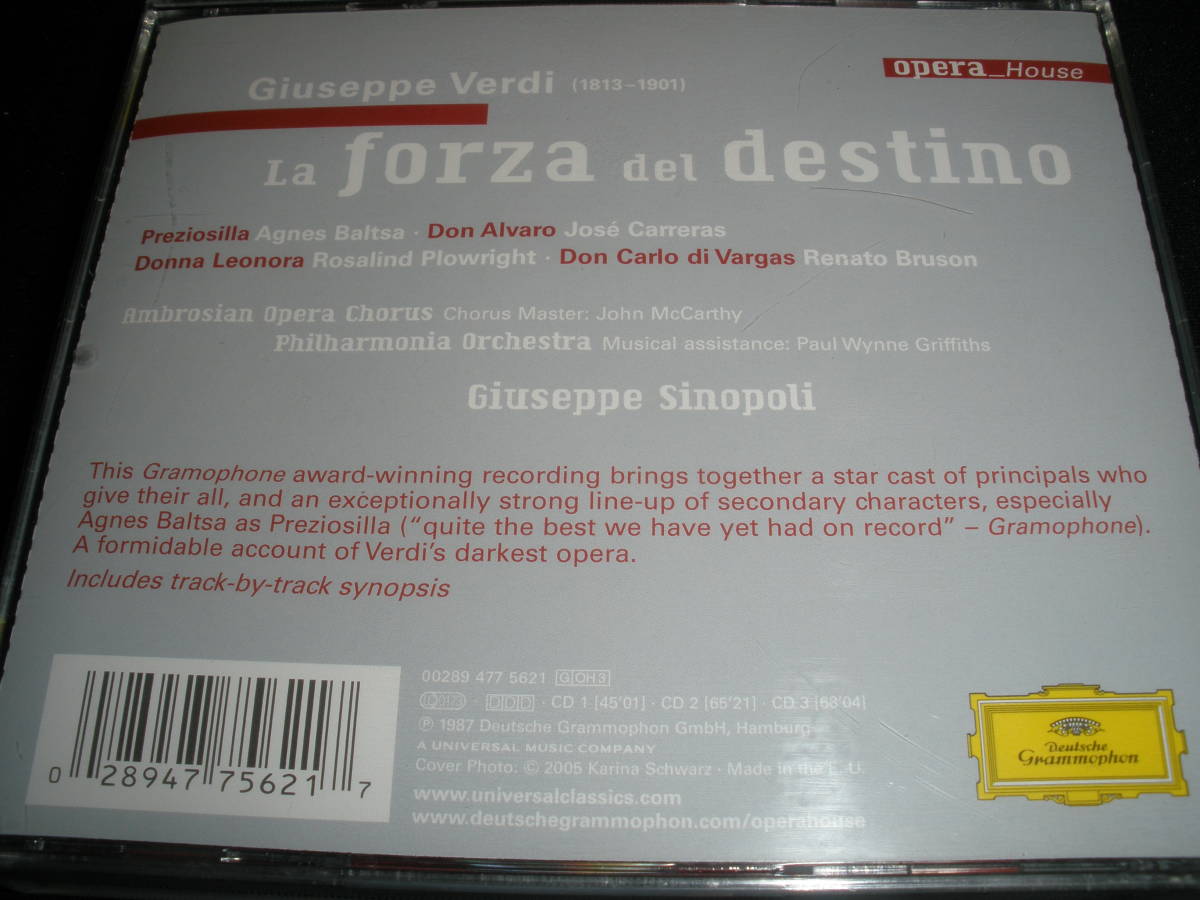 opera_House
Giuseppe Verdi (1813–1901)
La forza del destino
Preziosilla Agnes Baltsa · Don Alvaro José Carreras
Donna Leonora Rosalind Plowright · Don Carlo di Vargas Renato Bruson
Ambrosian Opera Chorus Chorus Master: John McCarthy
Philharmonia Orchestra Musical assistance: Paul Wynne Griffiths
Giuseppe Sinopoli
This Gramophone award-winning recording brings together a star cast of principals who
give their all, and an exceptionally strong line-up of secondary characters, especially
Agnes Baltsa as Preziosilla (“quite the best we have yet had on record” – Gramophone).
A formidable account of Verdi's darkest opera.
Includes track-by-track synopsis
00289 477 5621 G OH 3
DDD · CD 1 [45'01] · CD 2 [65'21] · CD 3 [68'04]
℗ 1987 Deutsche Grammophon GmbH, Hamburg
A UNIVERSAL MUSIC COMPANY
Cover Photo: © 2005 Karina Schwarz · Made in the E. U.
www.universalclassics.com
www.deutschegrammophon.com/operahouse
0 28947 75621 7
Deutsche
Grammophon